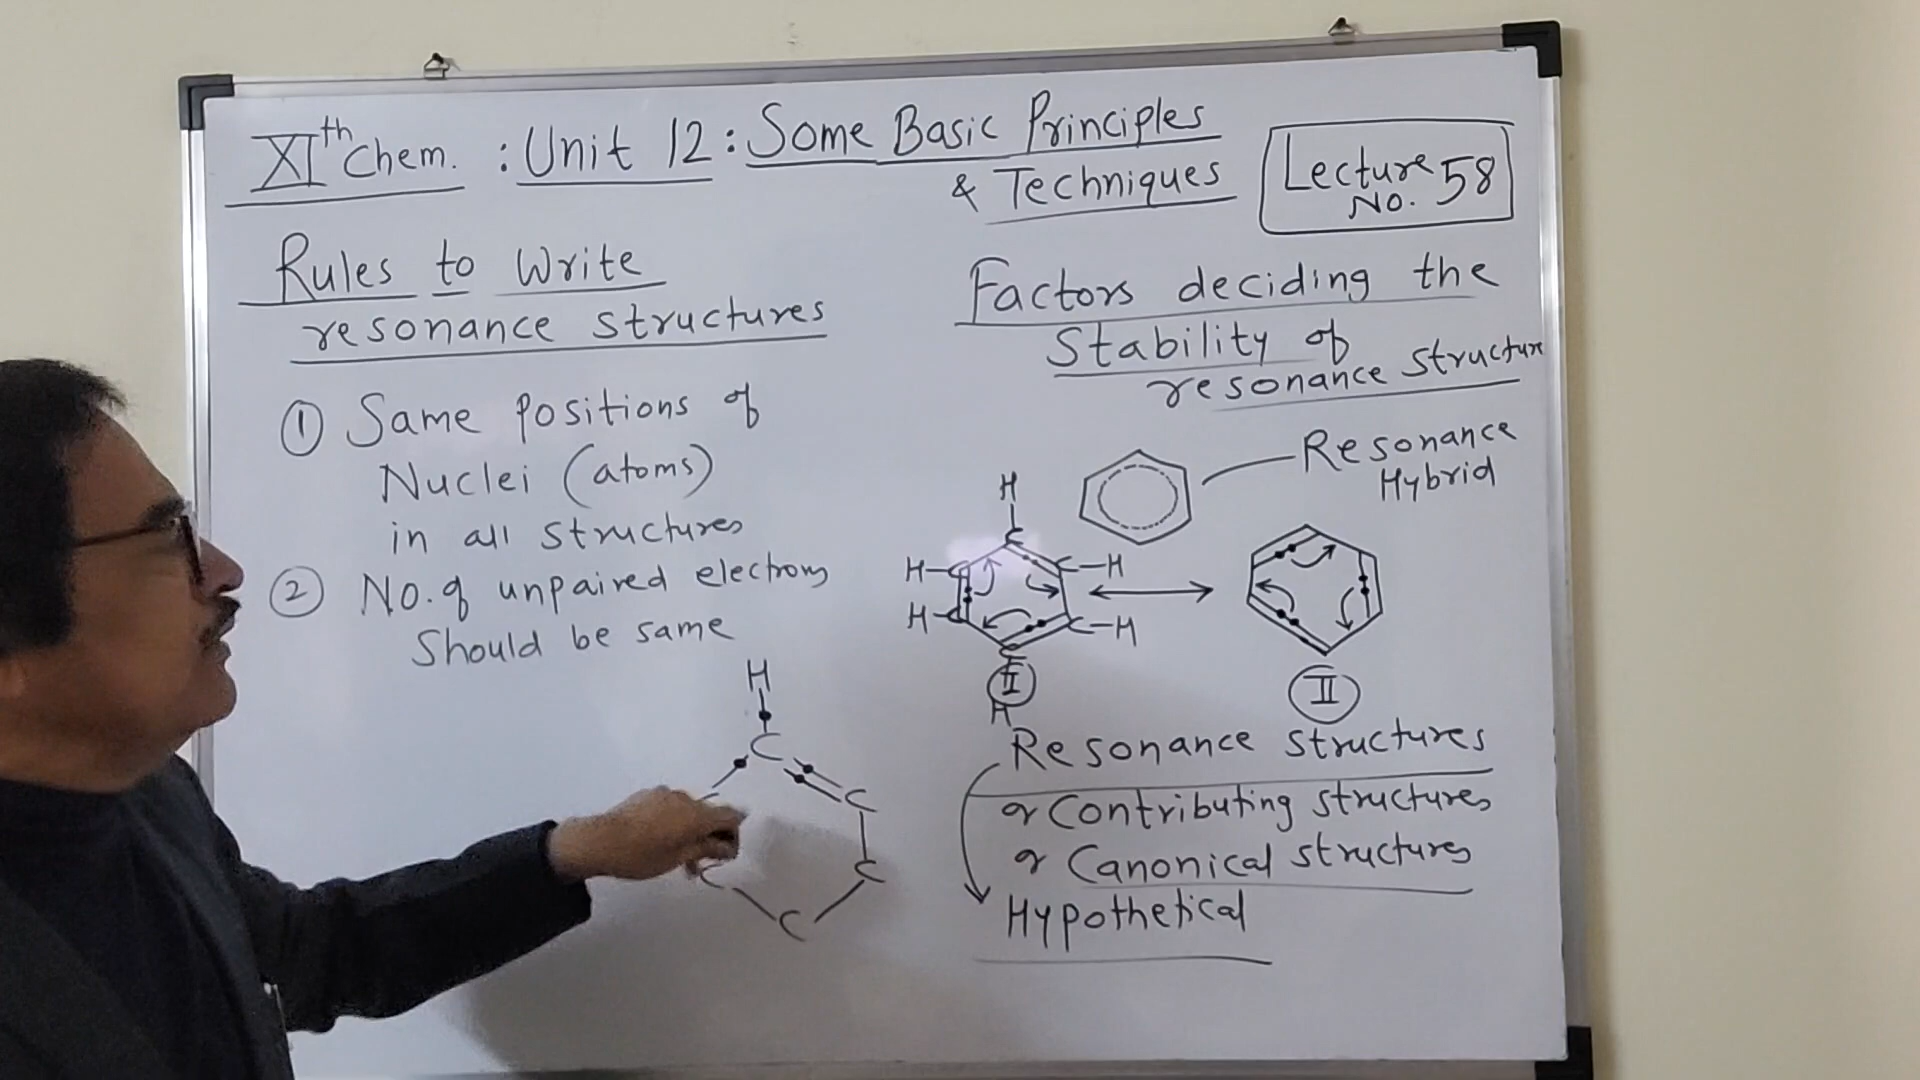 XIth Chem. : Unit 12 : Some Basic Principles
& Techniques
Lecture
No. 58
Rules to Write
resonance structures
① Same positions of
Nuclei (atoms)
in all structures
② No. of unpaired electrons
Should be same
H
C
C
C
C
C
Factors deciding the
Stability of
resonance structure
Resonance
Hybrid
H
C
H-C C-H
H-C C-H
C
II
H
II
Resonance structures
or Contributing structures
or Canonical structures
Hypothetical